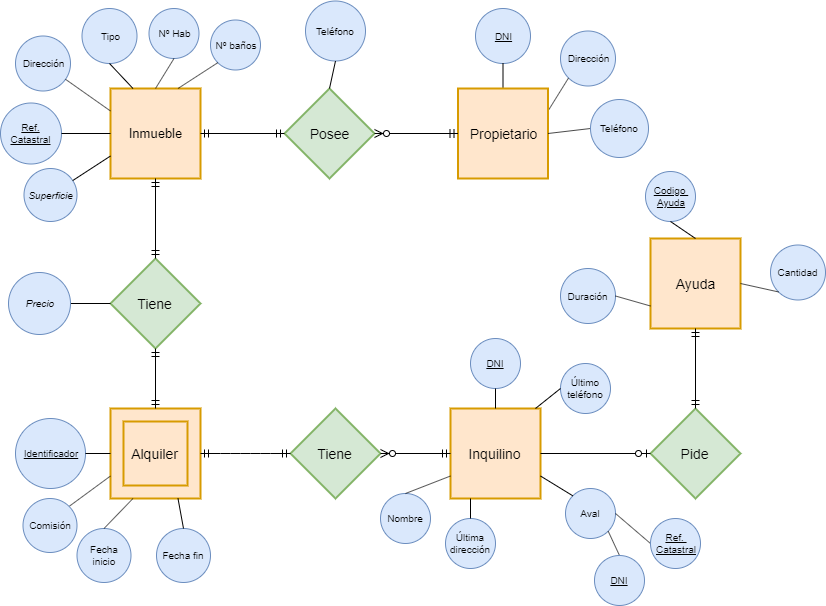 Tipo
Nº Hab
Nº baños
Teléfono
DNI
Dirección
Dirección
Ref.
Catastral
Inmueble
Posee
Propietario
Teléfono
Superficie
Codigo
Ayuda
Precio
Tiene
Duración
Ayuda
Cantidad
DNI
Último
teléfono
Identificador
Alquiler
Tiene
Inquilino
Pide
Comisión
Fecha
inicio
Fecha fin
Nombre
Última
dirección
Aval
Ref.
Catastral
DNI